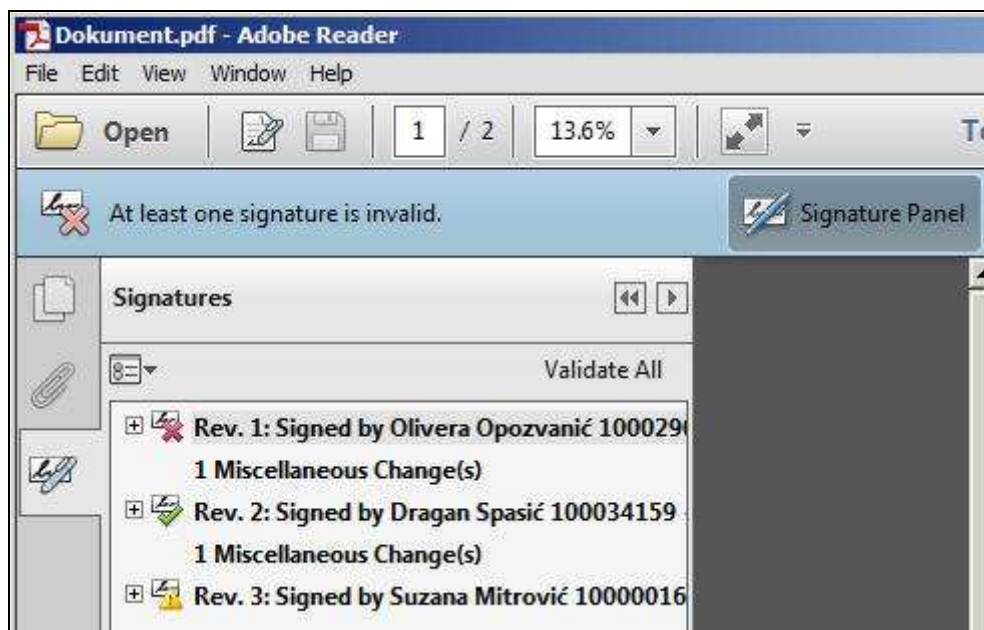 Dokument.pdf - Adobe Reader
File Edit View Window Help
Open 1 / 2 13.6%
At least one signature is invalid. Signature Panel
Signatures
Validate All
Rev. 1: Signed by Olivera Opozvanić
1 Miscellaneous Change(s)
Rev. 2: Signed by Dragan Spasić 100034159
1 Miscellaneous Change(s)
Rev. 3: Signed by Suzana Mitrović 10000016